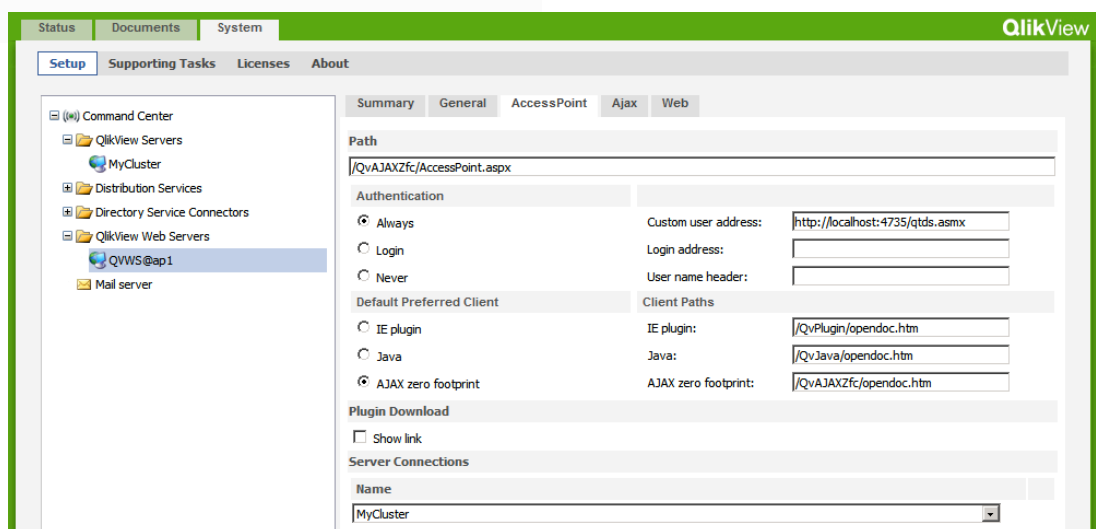 Status Documents System QlikView
Setup Supporting Tasks Licenses About
Summary General AccessPoint Ajax Web
Command Center
QlikView Servers
MyCluster
Distribution Services
Directory Service Connectors
QlikView Web Servers
QVWS@ap1
Mail server
Path
/QvAJAXZfc/AccessPoint.aspx
Authentication
Always Custom user address: http://localhost:4735/qtds.asmx
Login Login address:
Never User name header:
Default Preferred Client Client Paths
IE plugin IE plugin: /QvPlugin/opendoc.htm
Java Java: /QvJava/opendoc.htm
AJAX zero footprint AJAX zero footprint: /QvAJAXZfc/opendoc.htm
Plugin Download
Show link
Server Connections
Name
MyCluster